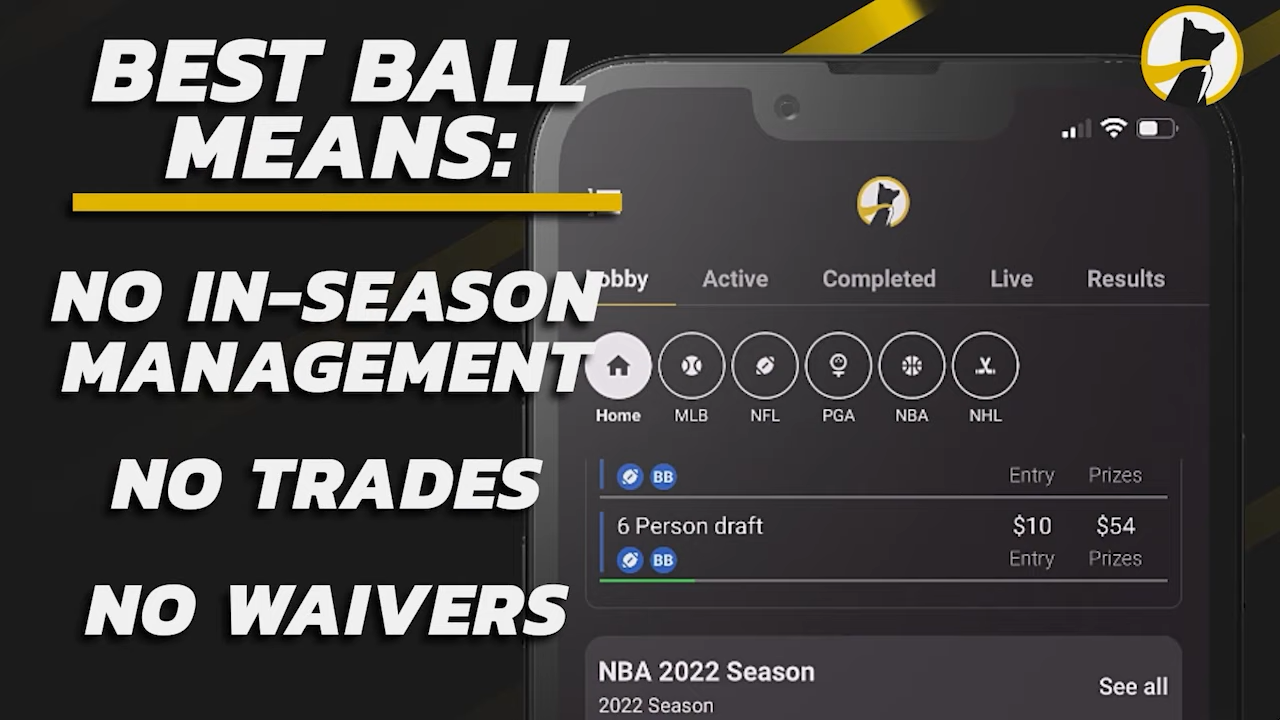 BEST BALL
MEANS:
NO IN-SEASON
MANAGEMENT
NO TRADES
NO WAIVERS
obby Active Completed Live Results
Home MLB NFL PGA NBA NHL
BB Entry Prizes
6 Person draft $10 $54
BB Entry Prizes
NBA 2022 Season
See all
2022 Season